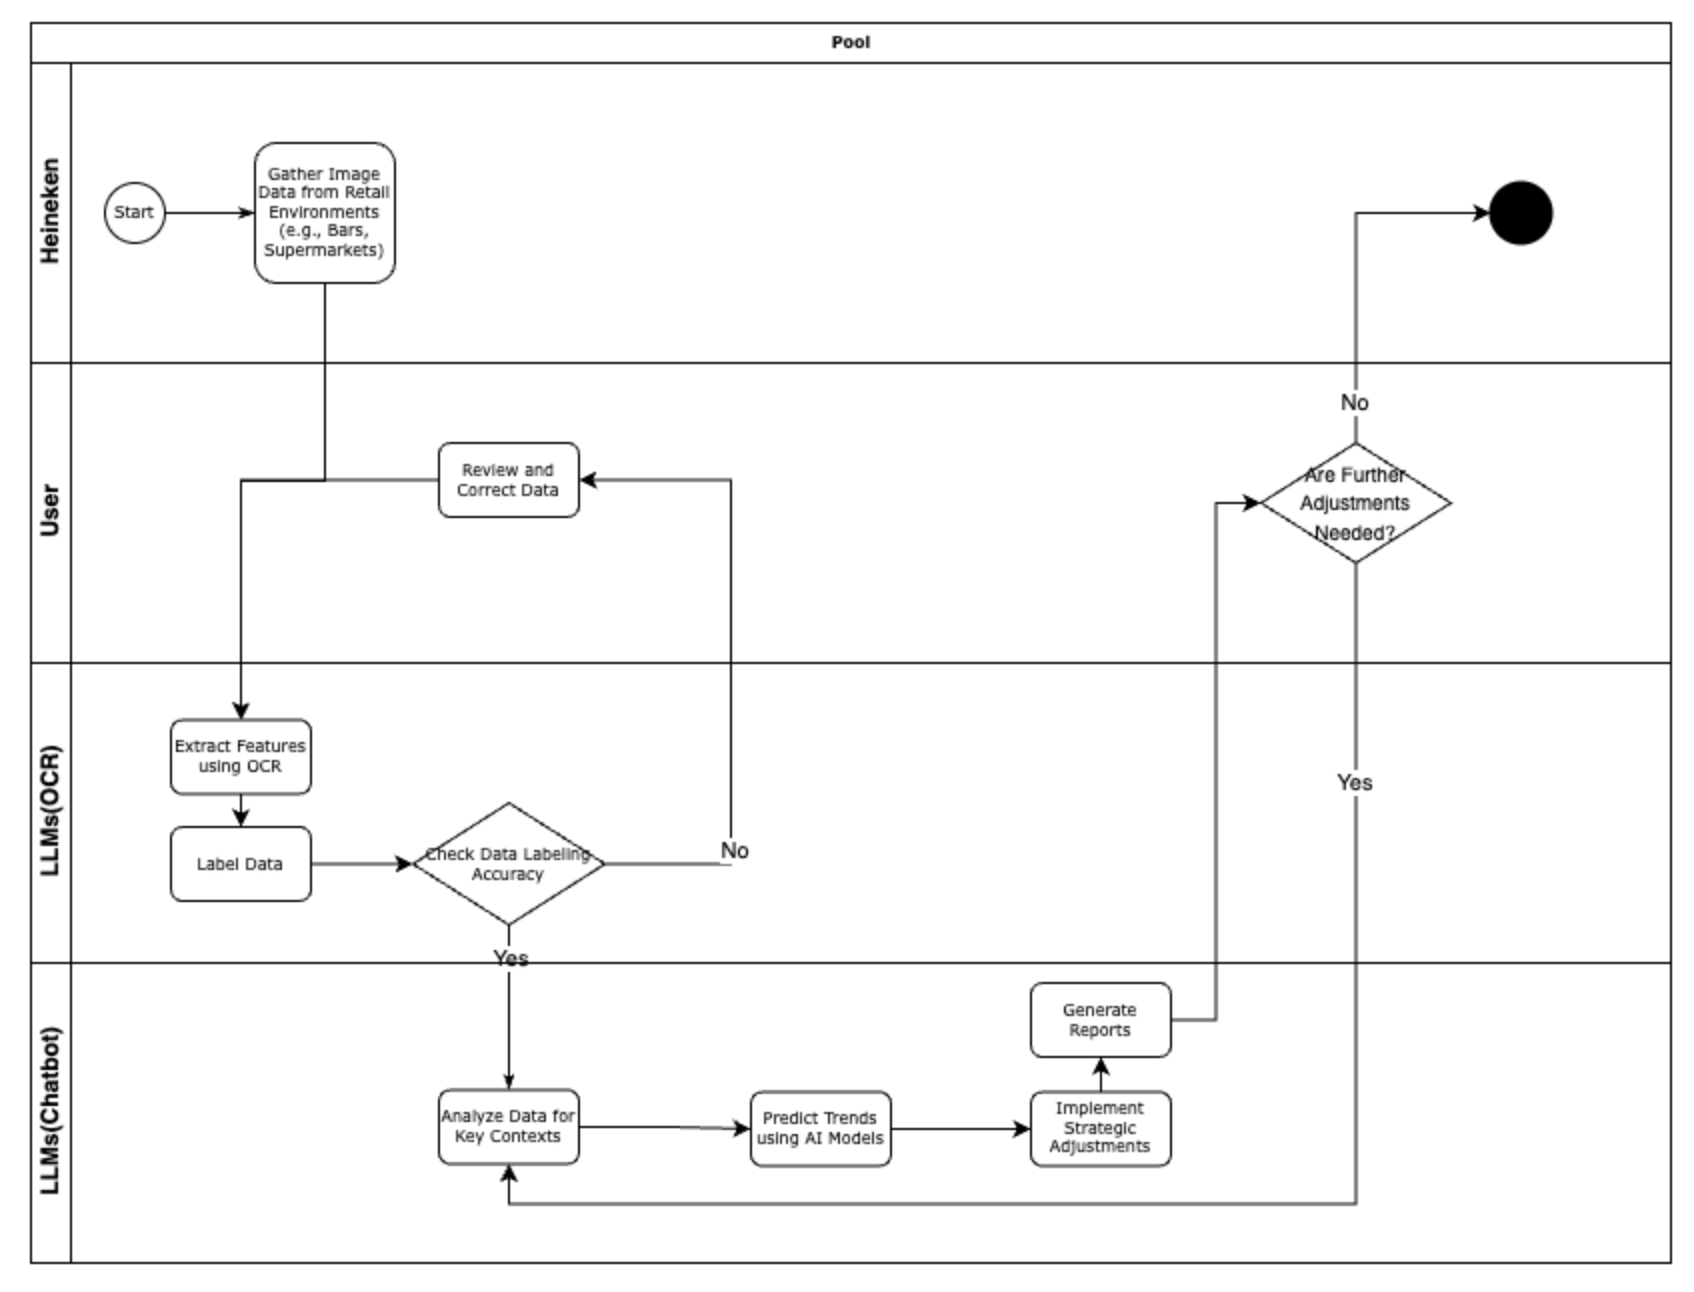 Pool
Heineken
Start
Gather Image
Data from Retail
Environments
(e.g., Bars,
Supermarkets)
User
Review and
Correct Data
No
Are Further
Adjustments
Needed?
LLMs(OCR)
Extract Features
using OCR
Label Data
Check Data Labeling
Accuracy
No
Yes
Yes
LLMs(Chatbot)
Generate
Reports
Analyze Data for
Key Contexts
Predict Trends
using AI Models
Implement
Strategic
Adjustments